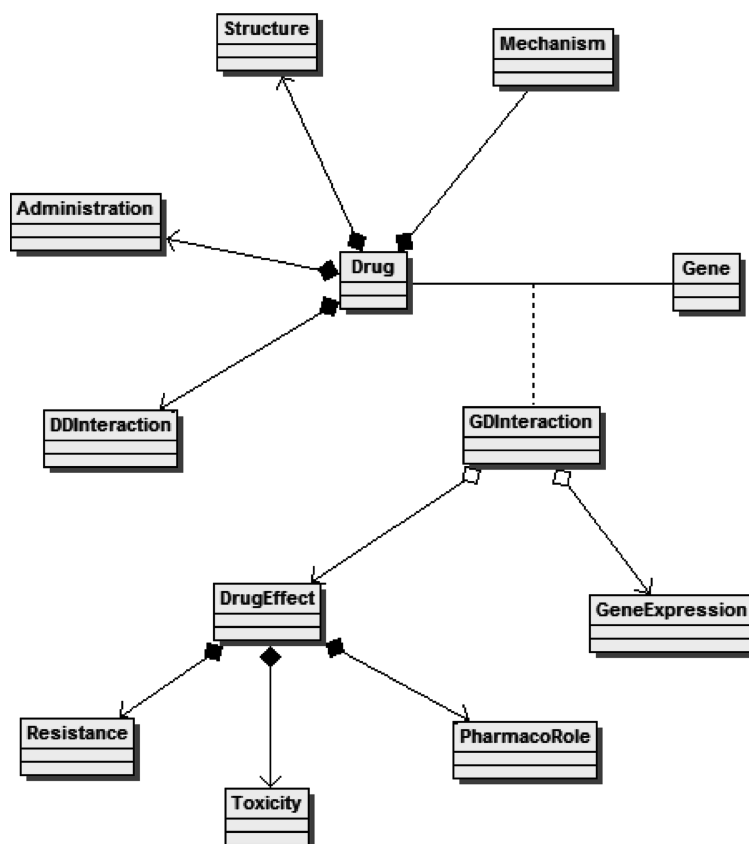 Structure
Mechanism
Administration
Drug
Gene
DDInteraction
GDInteraction
DrugEffect
GeneExpression
Resistance
PharmacoRole
Toxicity